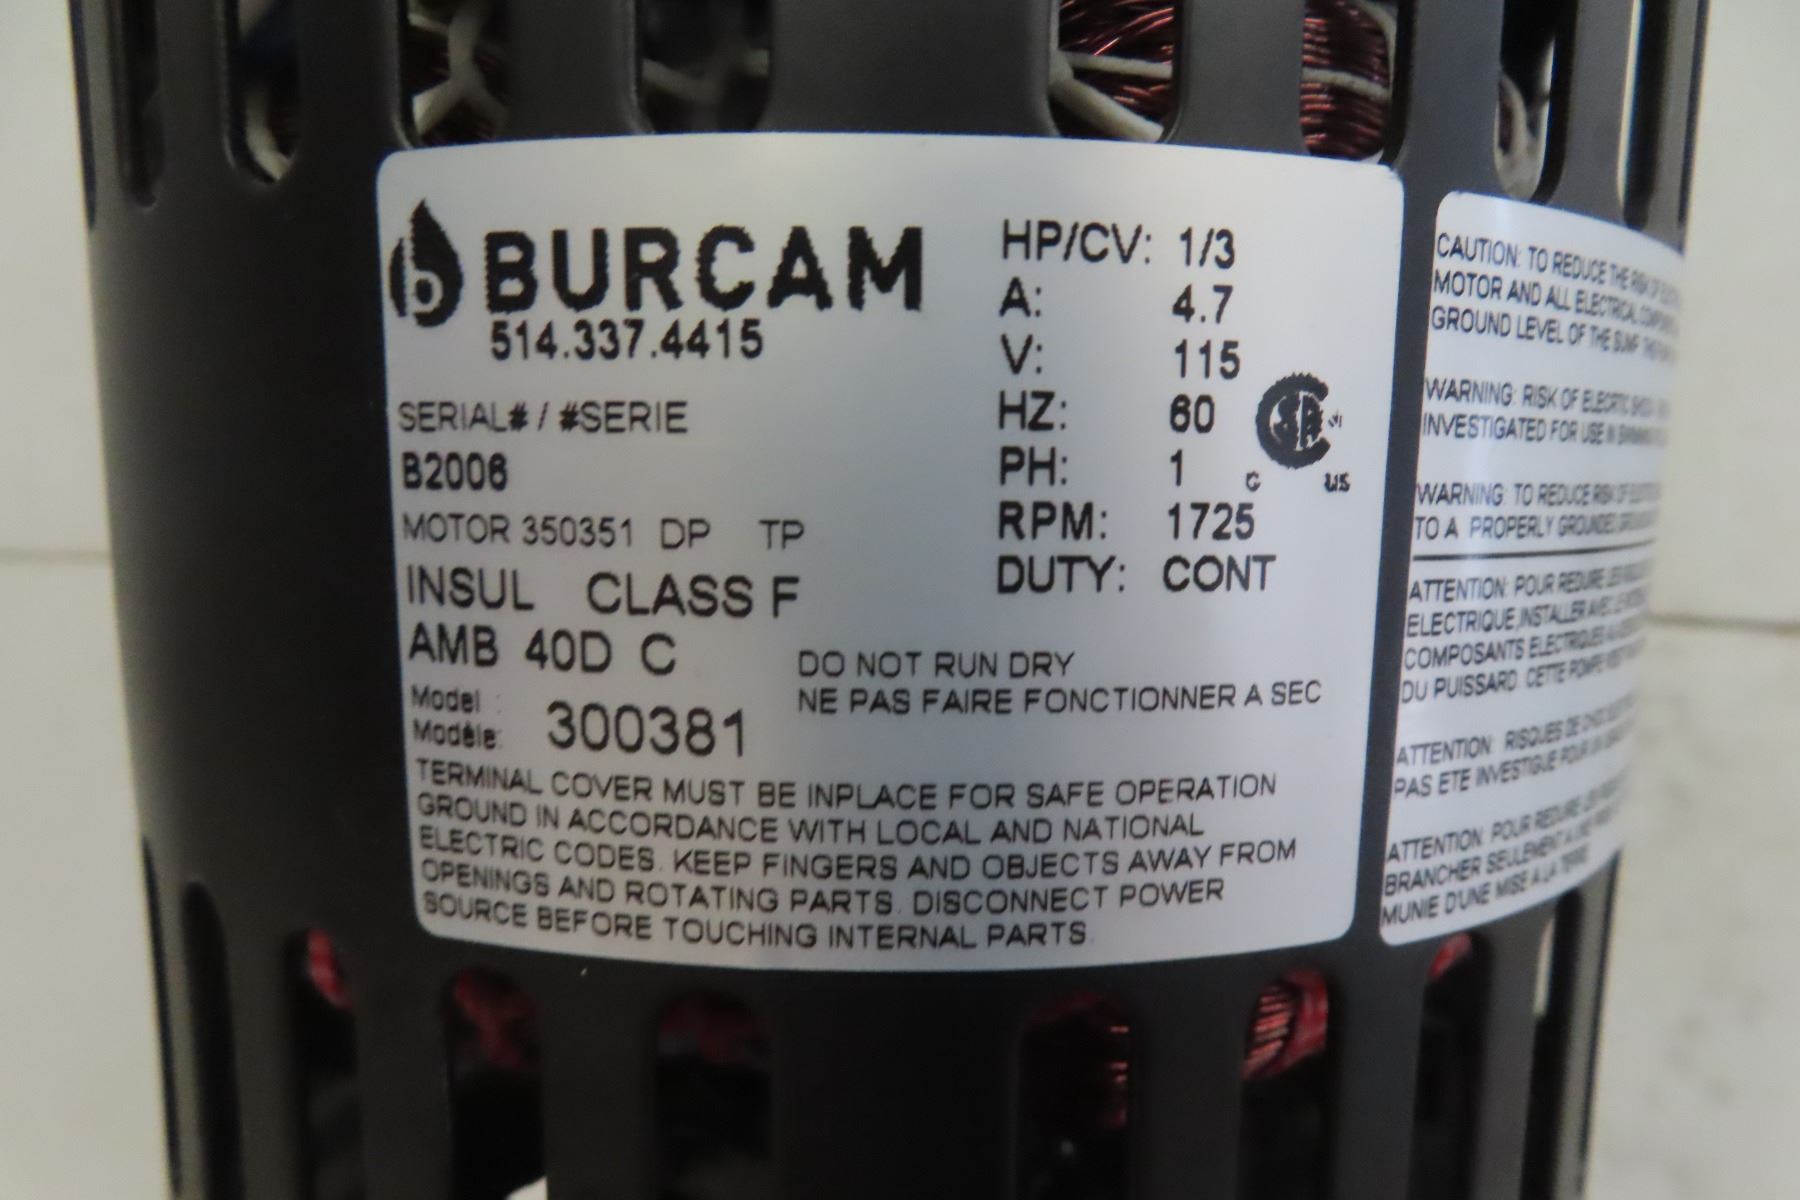 BURCAM
514.337.4415
SERIAL# / #SERIE
B2006
MOTOR 350351 DP TP
INSUL CLASS F
AMB 40D C
Model :
Modèle: 300381
HP/CV: 1/3
A: 4.7
V: 115
HZ: 60
PH: 1
RPM: 1725
DUTY: CONT
C US
DO NOT RUN DRY
NE PAS FAIRE FONCTIONNER A SEC
TERMINAL COVER MUST BE INPLACE FOR SAFE OPERATION
GROUND IN ACCORDANCE WITH LOCAL AND NATIONAL
ELECTRIC CODES. KEEP FINGERS AND OBJECTS AWAY FROM
OPENINGS AND ROTATING PARTS. DISCONNECT POWER
SOURCE BEFORE TOUCHING INTERNAL PARTS.
CAUTION: TO REDUCE THE RISK OF
MOTOR AND ALL ELECTRICAL
GROUND LEVEL OF THE SUMP.
WARNING: RISK OF ELECRTC
INVESTIGATED FOR USE IN
WARNING: TO REDUCE RISK OF
TO A PROPERLY GROUNDED
ATTENTION: POUR REDUIRE LES
ELECTRIQUE,INSTALLER AVEC LE
COMPOSANTS ELECTRIQUES
DU PUISSARD. CETTE POMPE
ATTENTION: RISQUES DE
PAS ETE INVESTIGUE POUR
ATTENTION: POUR REDUIRE LES
BRANCHER SEULEMENT A
MUNIE D'UNE MISE A LA TERRE